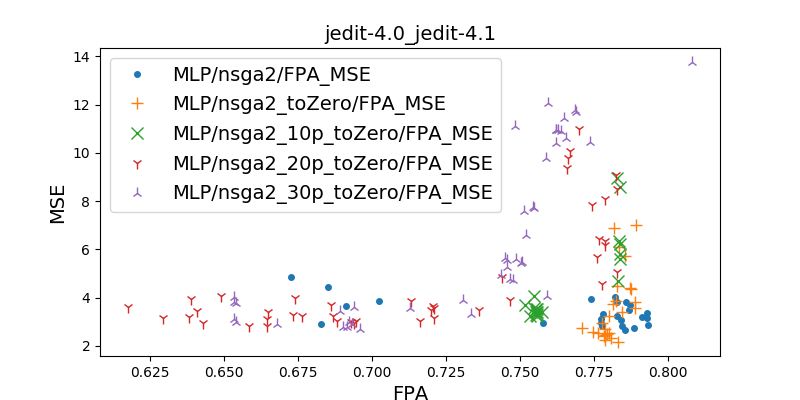 jedit-4.0_jedit-4.1
MSE
14
12
10
8
6
4
2
MLP/nsga2/FPA_MSE
MLP/nsga2_toZero/FPA_MSE
MLP/nsga2_10p_toZero/FPA_MSE
MLP/nsga2_20p_toZero/FPA_MSE
MLP/nsga2_30p_toZero/FPA_MSE
0.625 0.650 0.675 0.700 0.725 0.750 0.775 0.800
FPA